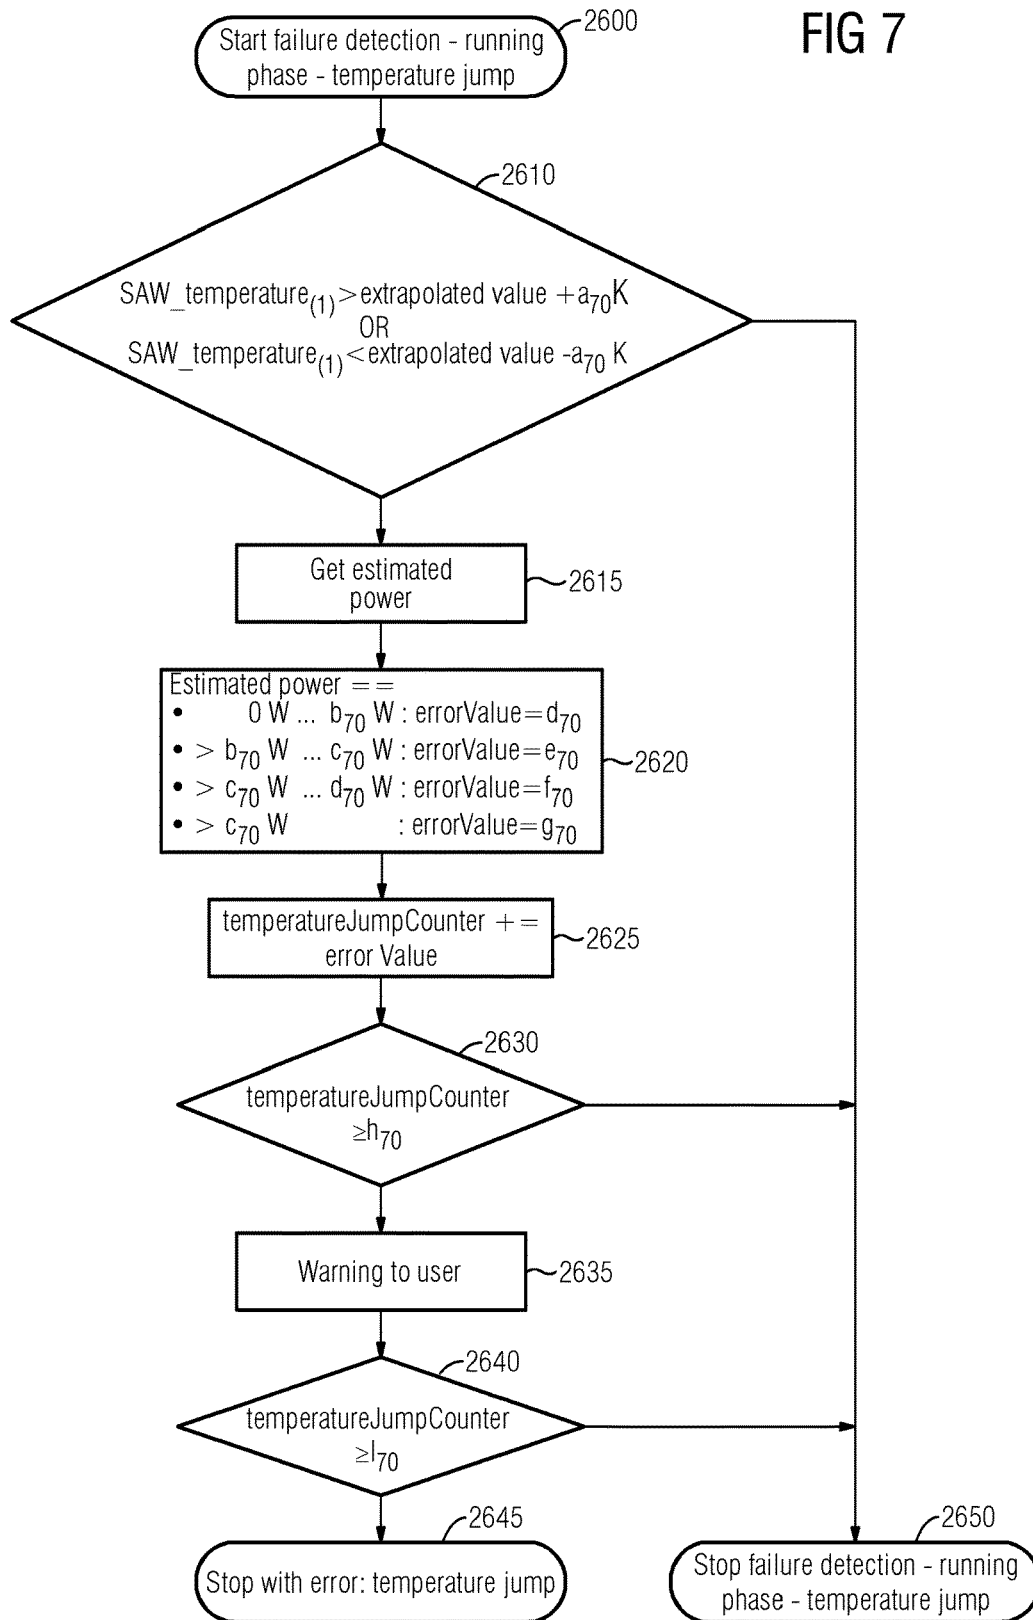 FIG 7
Start failure detection - running
phase - temperature jump
2600
2610
SAW_temperature(1) > extrapolated value +a70K
OR
SAW_temperature(1) < extrapolated value -a70 K
Get estimated
power
2615
Estimated power ==
• 0 W ... b70 W : errorValue=d70
• > b70 W ... c70 W : errorValue=e70
• > c70 W ... d70 W : errorValue=f70
• > c70 W : errorValue=g70
2620
temperatureJumpCounter +=
error Value
2625
2630
temperatureJumpCounter
≥h70
Warning to user
2635
2640
temperatureJumpCounter
≥l70
2645
Stop with error: temperature jump
2650
Stop failure detection - running
phase - temperature jump